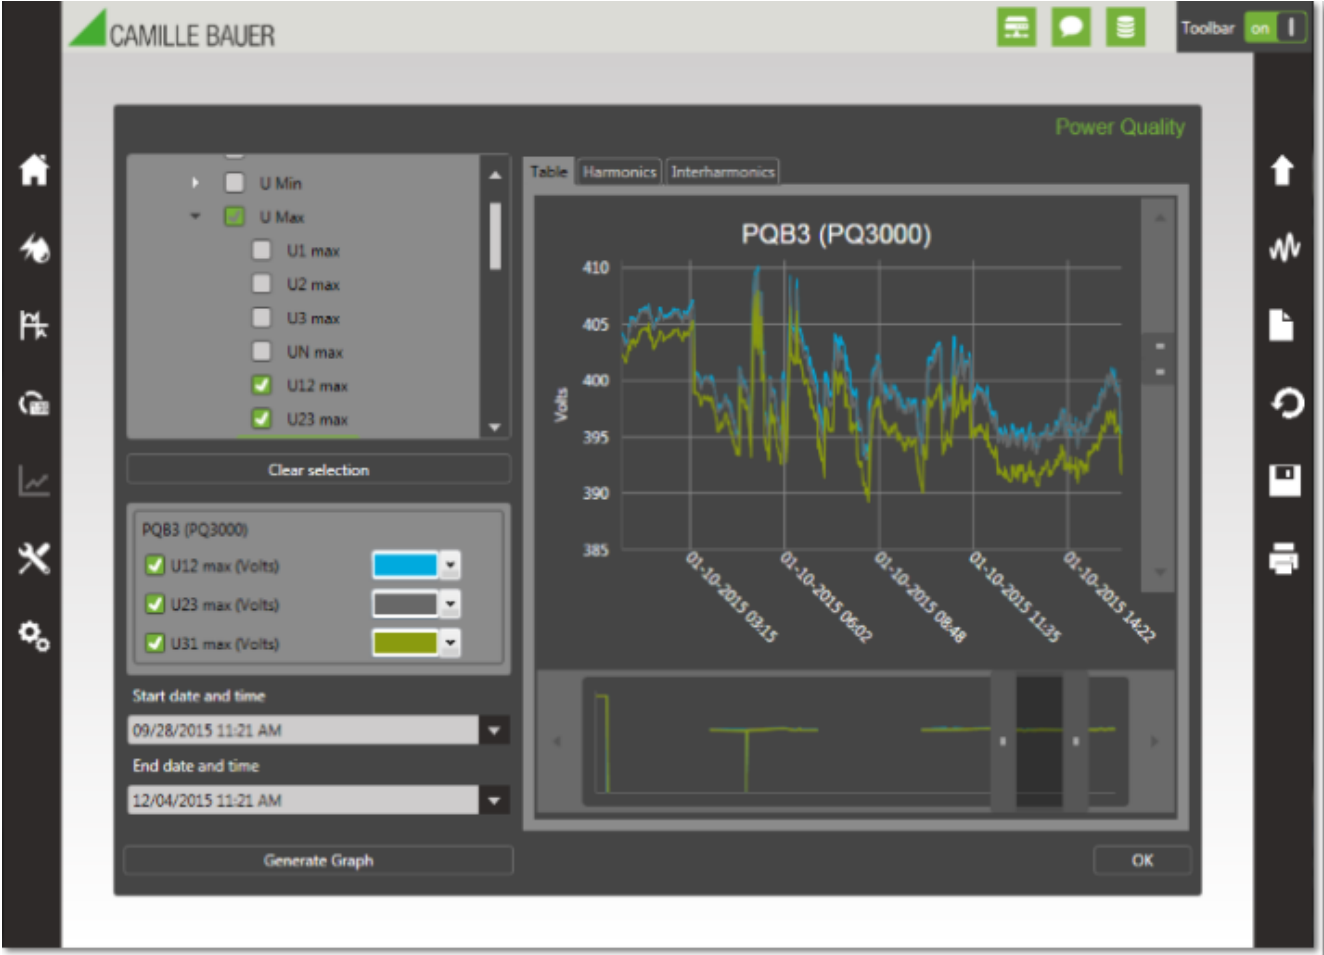 CAMILLE BAUER
Toolbar on
Power Quality
U Min
U Max
U1 max
U2 max
U3 max
UN max
U12 max
U23 max
Clear selection
PQB3 (PQ3000)
U12 max (Volts)
U23 max (Volts)
U31 max (Volts)
Start date and time
09/28/2015 11:21 AM
End date and time
12/04/2015 11:21 AM
Generate Graph
Table Harmonics Interharmonics
PQB3 (PQ3000)
Volts
410
405
400
395
390
385
01-10-2015 03:15
01-10-2015 06:02
01-10-2015 08:48
01-10-2015 11:35
01-10-2015 14:22
OK